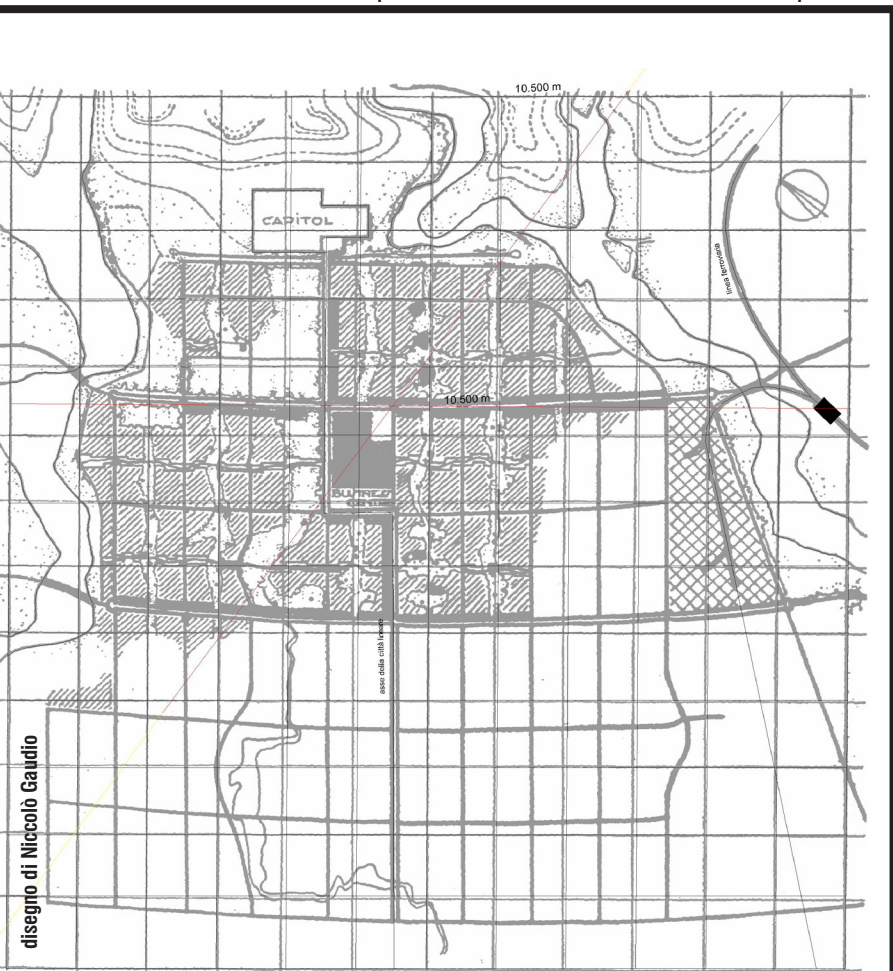 10.500 m
CAPITOL
linea ferroviaria
10.500 m
asse della città lineare
disegno di Niccolò Gaudio